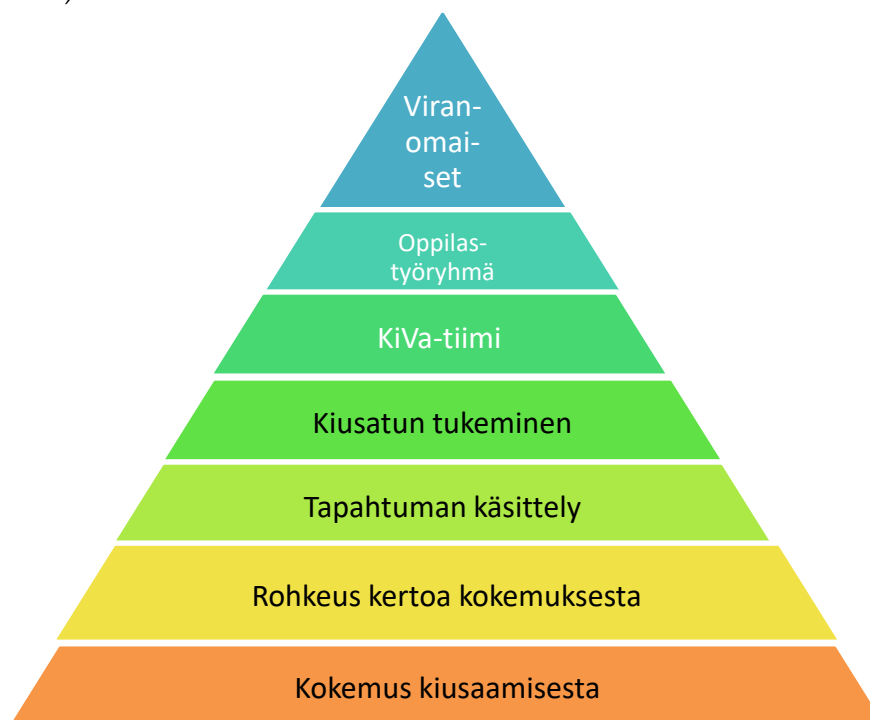 Viran-
omai-
set
Oppilas-
työryhmä
KiVa-tiimi
Kiusatun tukeminen
Tapahtuman käsittely
Rohkeus kertoa kokemuksesta
Kokemus kiusaamisesta